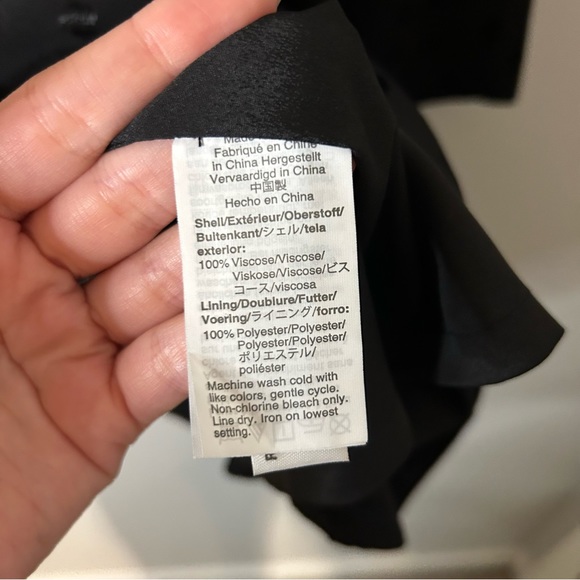 Made
Fabriqué en Chine
in China Hergestellt
Vervaardigd in China
中国製
Hecho en China
Shell/Extérieur/Oberstoff/
Buitenkant/シェル/tela
exterior:
100% Viscose/Viscose/
Viskose/Viscose/ビス
コース/viscosa
Lining/Doublure/Futter/
Voering/ライニング/forro:
100% Polyester/Polyester/
Polyester/Polyester/
ポリエステル/
poliéster
Machine wash cold with
like colors, gentle cycle.
Non-chlorine bleach only.
Line dry. Iron on lowest
setting.